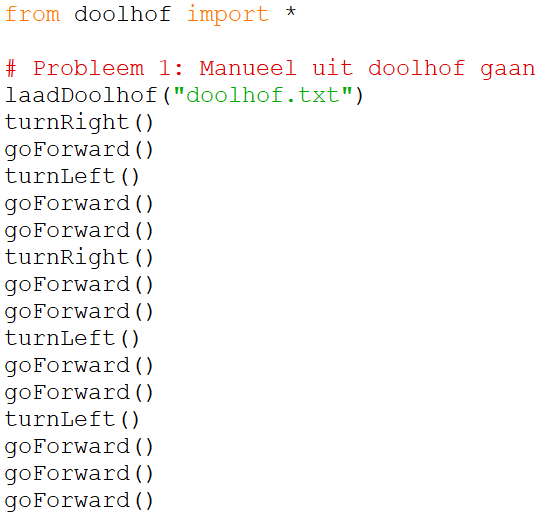 from doolhof import *
# Probleem 1: Manueel uit doolhof gaan
laadDoolhof("doolhof.txt")
turnRight()
goForward()
turnLeft()
goForward()
goForward()
turnRight()
goForward()
goForward()
turnLeft()
goForward()
goForward()
turnLeft()
goForward()
goForward()
goForward()